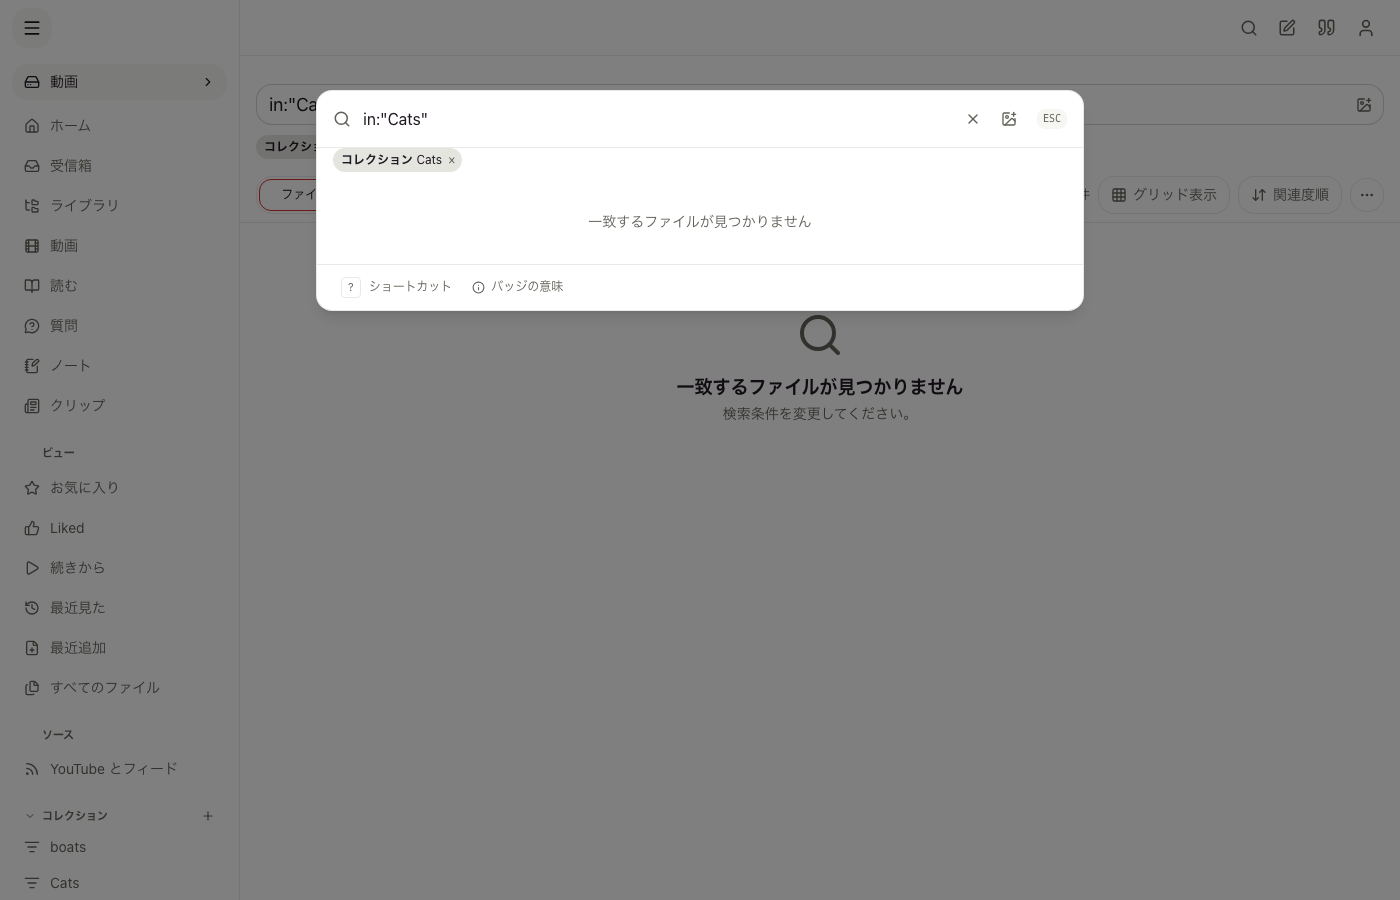 動画
ホーム
受信箱
ライブラリ
動画
読む
質問
ノート
クリップ
ビュー
お気に入り
Liked
続きから
最近見た
最近追加
すべてのファイル
ソース
YouTube とフィード
コレクション
boats
Cats
in:"Ca
in:"Cats"
ESC
コレクション Cats ×
一致するファイルが見つかりません
? ショートカット バッジの意味
グリッド表示
関連度順
一致するファイルが見つかりません
検索条件を変更してください。